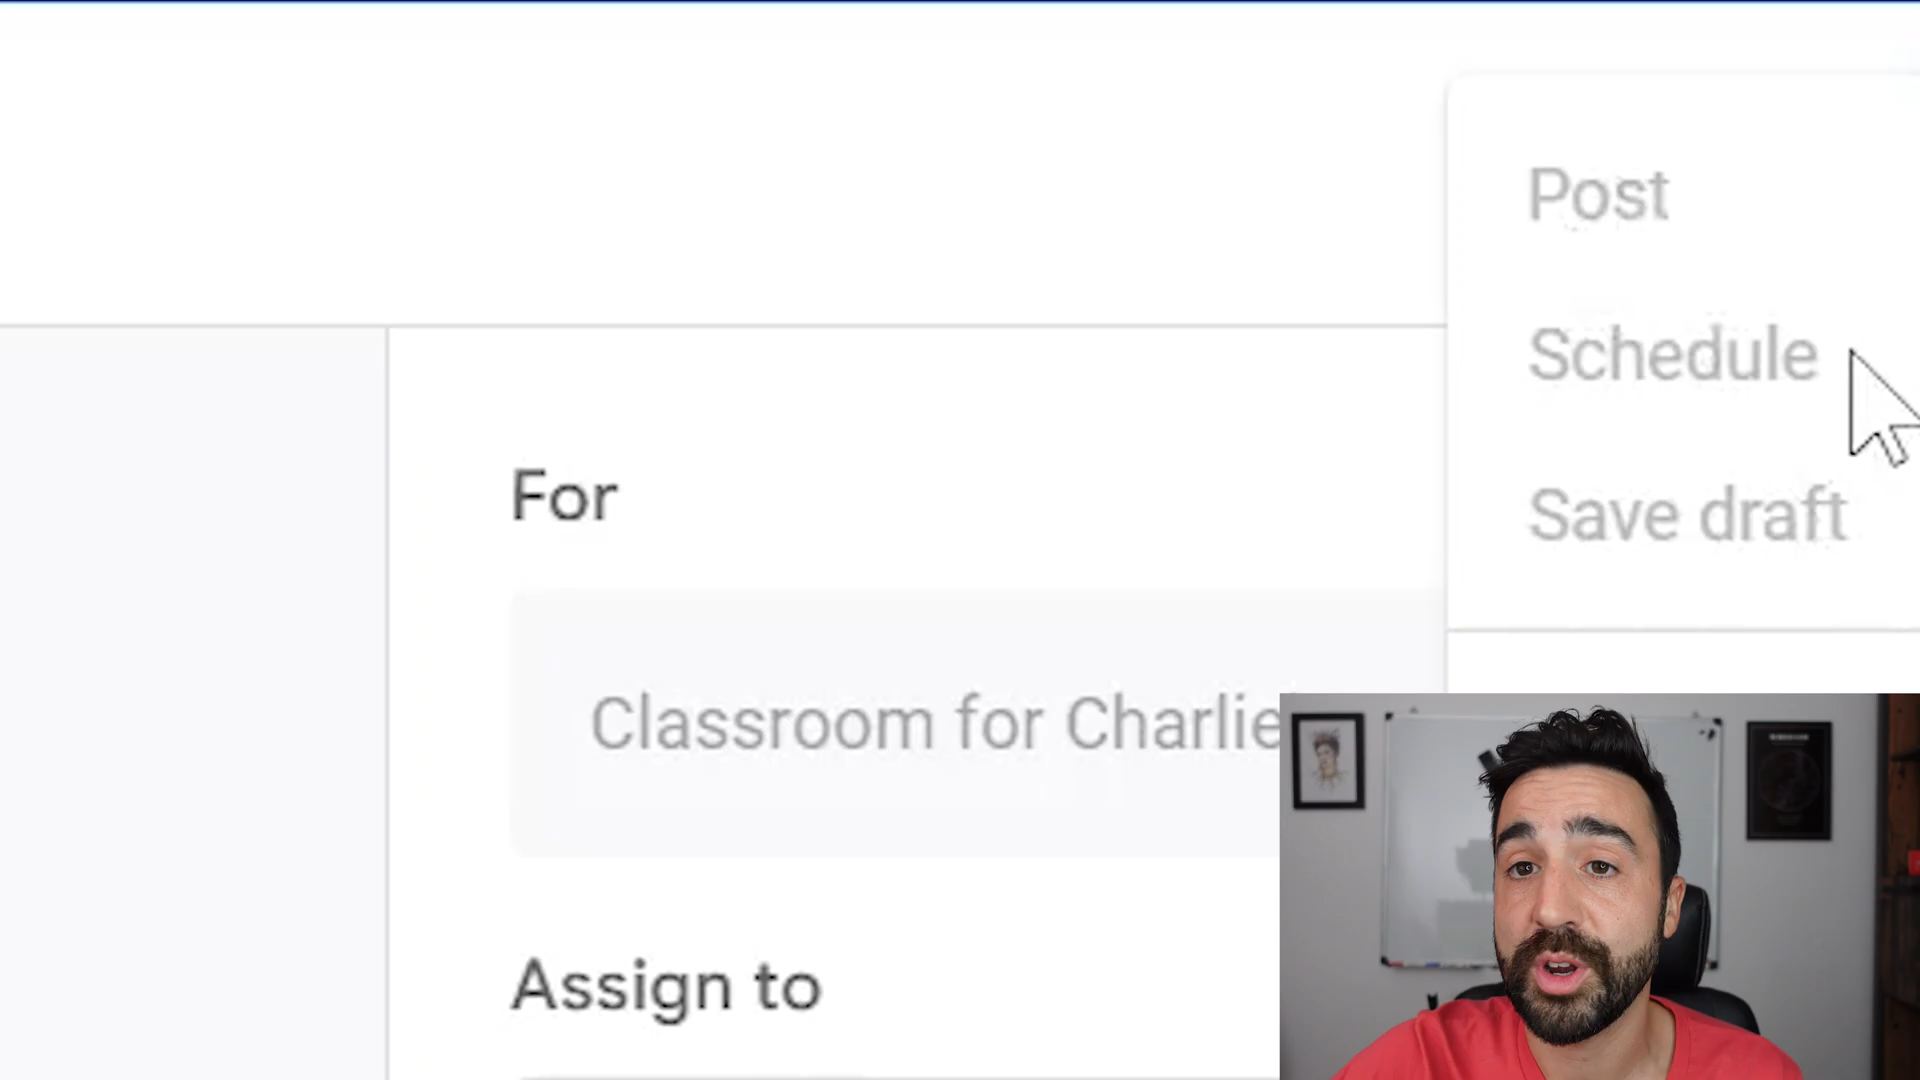 Post
Schedule
Save draft
For
Classroom for Charlie
Assign to